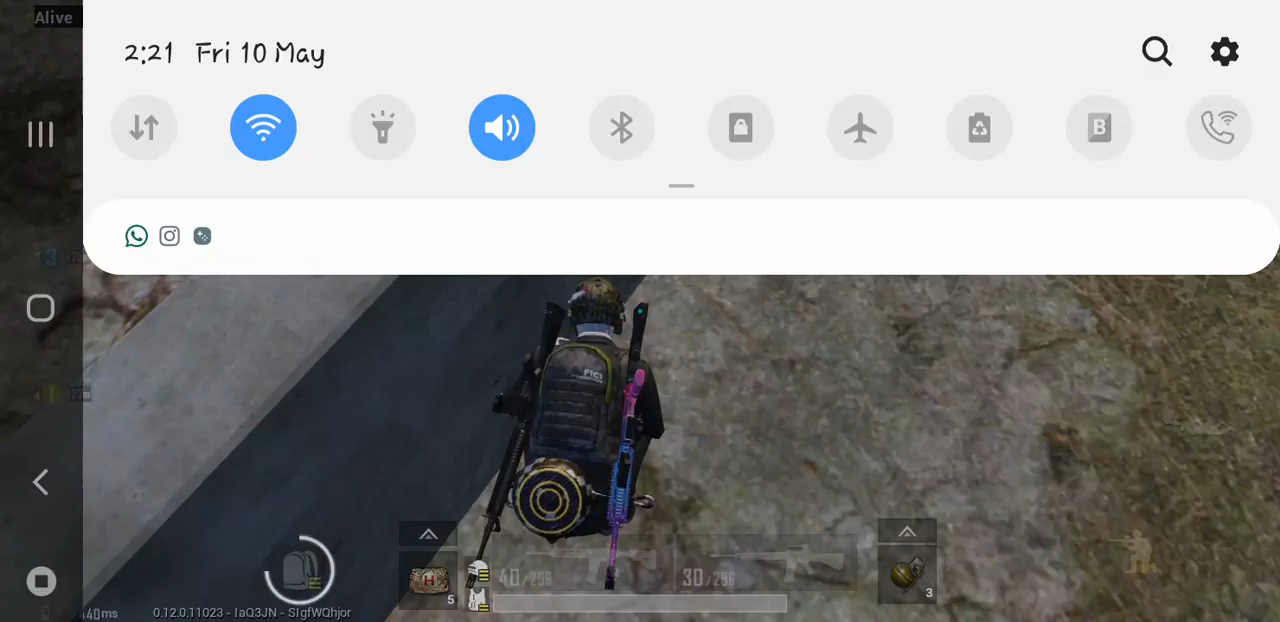 Alive
2:21 Fri 10 May
B
FICI
H
5
40/296
30/296
3
40ms
0.12.0.11023 - IaQ3JN - SIgfWQhjor